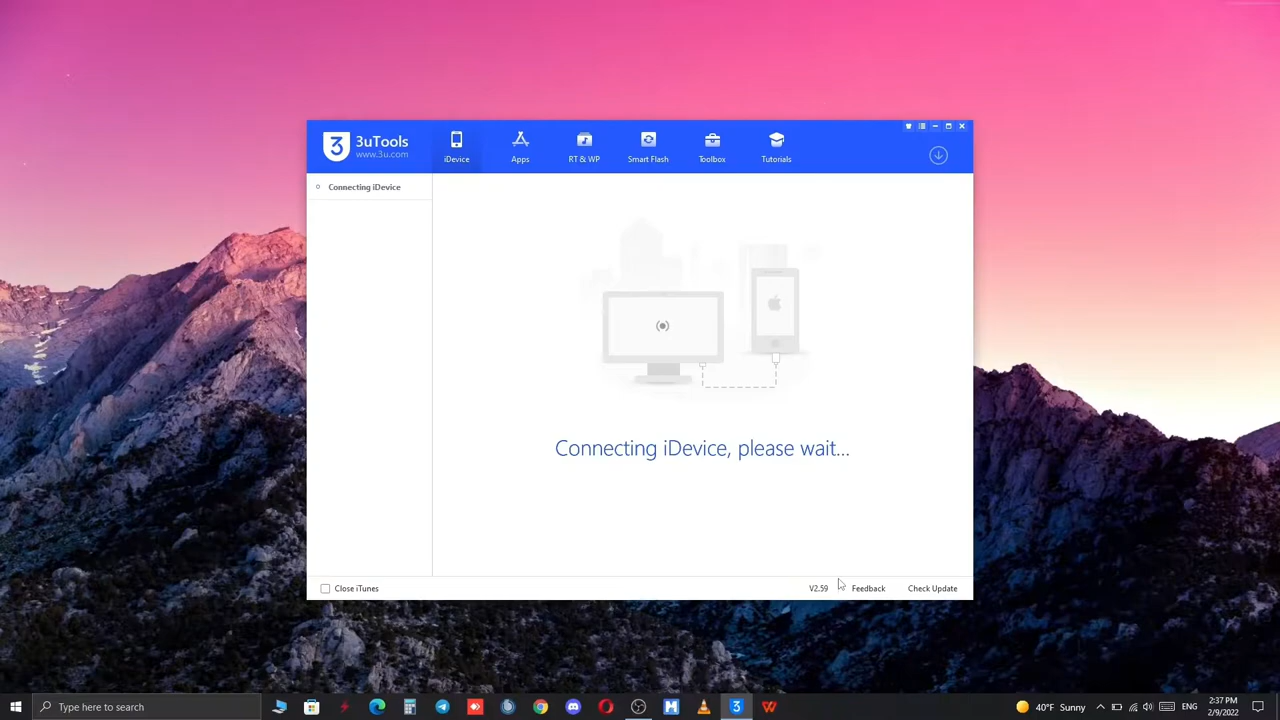 3uTools
www.3u.com
iDevice
Apps
RT & WP
Smart Flash
Toolbox
Tutorials
Connecting iDevice
Connecting iDevice, please wait...
Close iTunes
V2.59
Feedback
Check Update
Type here to search
40°F Sunny
ENG
2:37 PM
2/9/2022